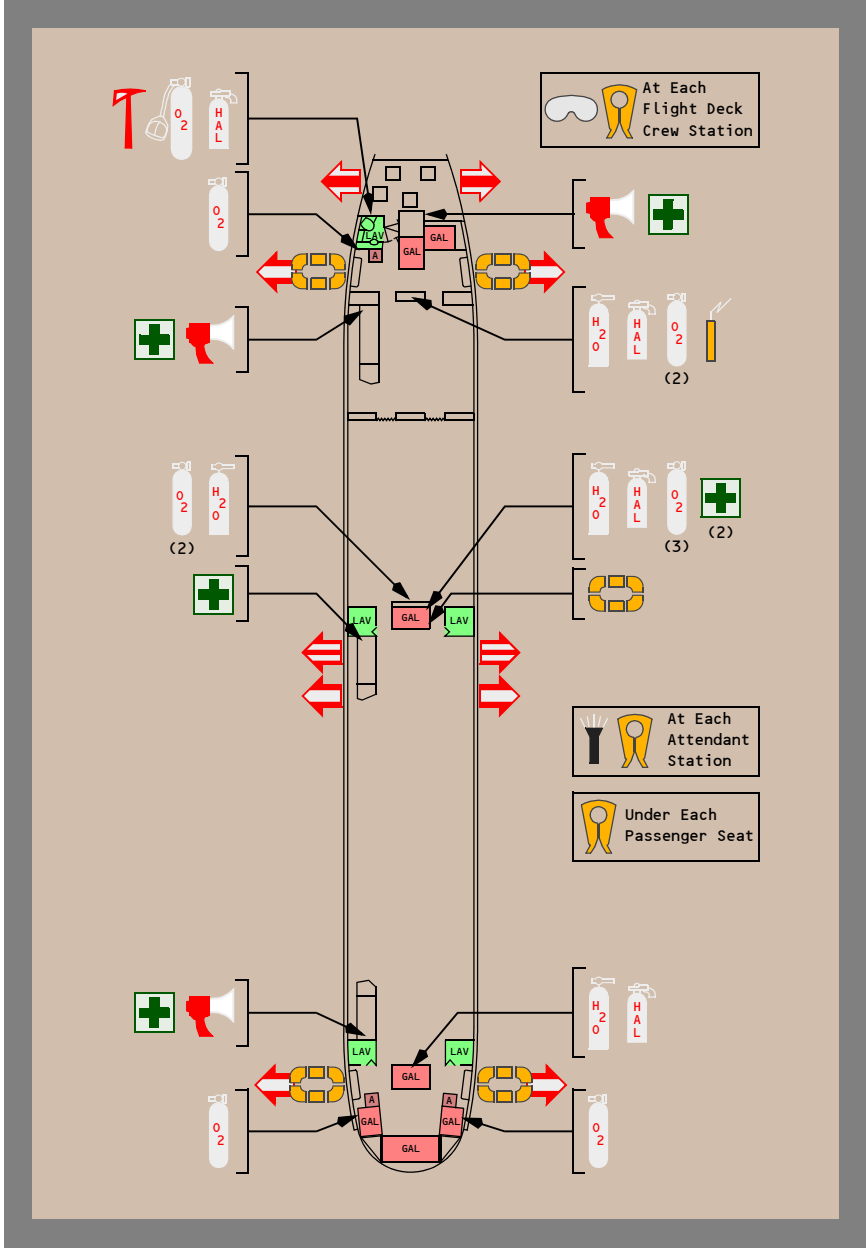 At Each
Flight Deck
Crew Station
O2
HAL
O2
LAV
GAL
GAL
A
H2O
HAL
O2
(2)
O2
H2O
(2)
H2O
HAL
O2
(3)
(2)
LAV
GAL
LAV
At Each
Attendant
Station
Under Each
Passenger Seat
H2O
HAL
LAV
LAV
GAL
A
A
O2
GAL
GAL
O2
GAL